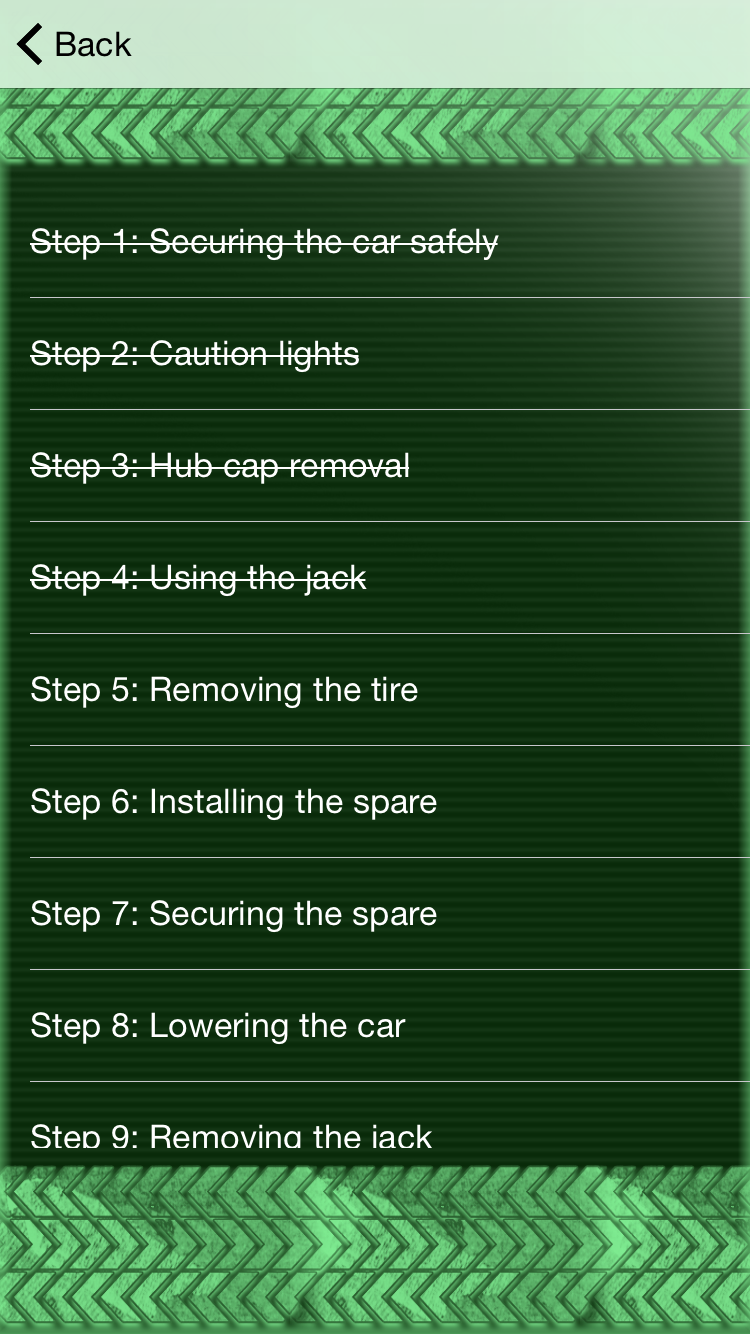 Back
Step 1: Securing the car safely
Step 2: Caution lights
Step 3: Hub cap removal
Step 4: Using the jack
Step 5: Removing the tire
Step 6: Installing the spare
Step 7: Securing the spare
Step 8: Lowering the car
Step 9: Removing the jack